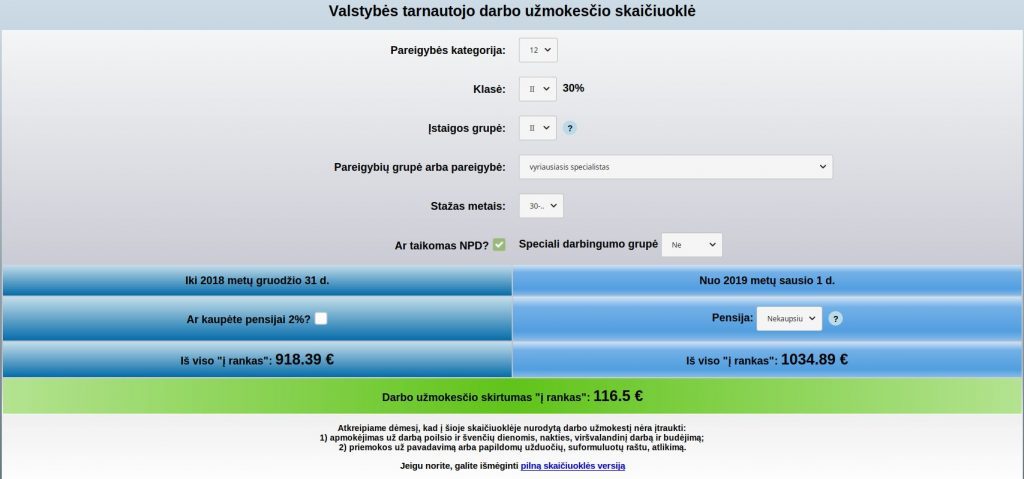 Valstybės tarnautojo darbo užmokesčio skaičiuoklė
Pareigybės kategorija: 12
Klasė: II 30%
Įstaigos grupė: II ?
Pareigybių grupė arba pareigybė: vyriausiasis specialistas
Stažas metais: 30-..
Ar taikomas NPD? Speciali darbingumo grupė Ne
Iki 2018 metų gruodžio 31 d. Nuo 2019 metų sausio 1 d.
Ar kaupėte pensijai 2%? Pensija: Nekaupsiu ?
Iš viso "į rankas": 918.39 € Iš viso "į rankas": 1034.89 €
Darbo užmokesčio skirtumas "į rankas": 116.5 €
Atkreipiame dėmesį, kad į šioje skaičiuoklėje nurodytą darbo užmokestį nėra įtraukti:
1) apmokėjimas už darbą poilsio ir švenčių dienomis, nakties, viršvalandinį darbą ir budėjimą;
2) priemokos už pavadavimą arba papildomų užduočių, suformuluotų raštu, atlikimą.
Jeigu norite, galite išmėginti pilną skaičiuoklės versiją